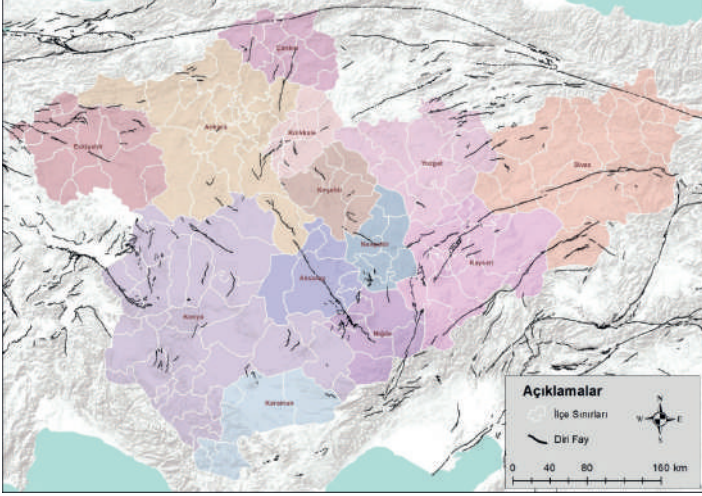 Çankırı
Ankara
Kırıkkale
Eskişehir
Yozgat
Sivas
Kırşehir
Nevşehir
Kayseri
Aksaray
Konya
Niğde
Karaman
Açıklamalar
İlçe Sınırları
Diri Fay
N
W E
S
0 40 80 160 km